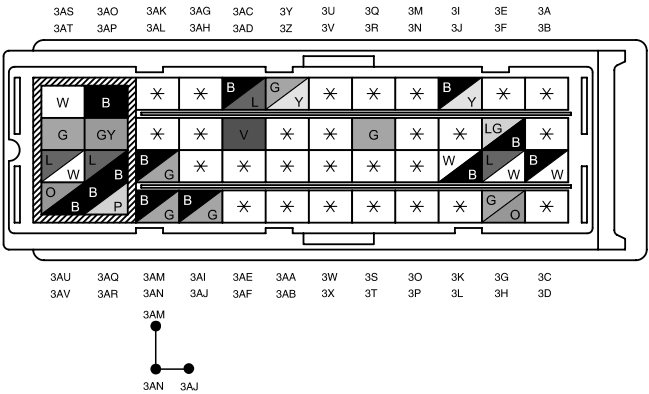 3AS 3AO 3AK 3AG 3AC 3Y 3U 3Q 3M 3I 3E 3A
3AT 3AP 3AL 3AH 3AD 3Z 3V 3R 3N 3J 3F 3B
W B * * B L G Y * * * B Y * *
G GY * * V * * G * * LG B *
L W L B B G * * * * * * W B L W B W
O B B P B G B G * * * * * * G O *
3AU 3AQ 3AM 3AI 3AE 3AA 3W 3S 3O 3K 3G 3C
3AV 3AR 3AN 3AJ 3AF 3AB 3X 3T 3P 3L 3H 3D
3AM
3AN 3AJ